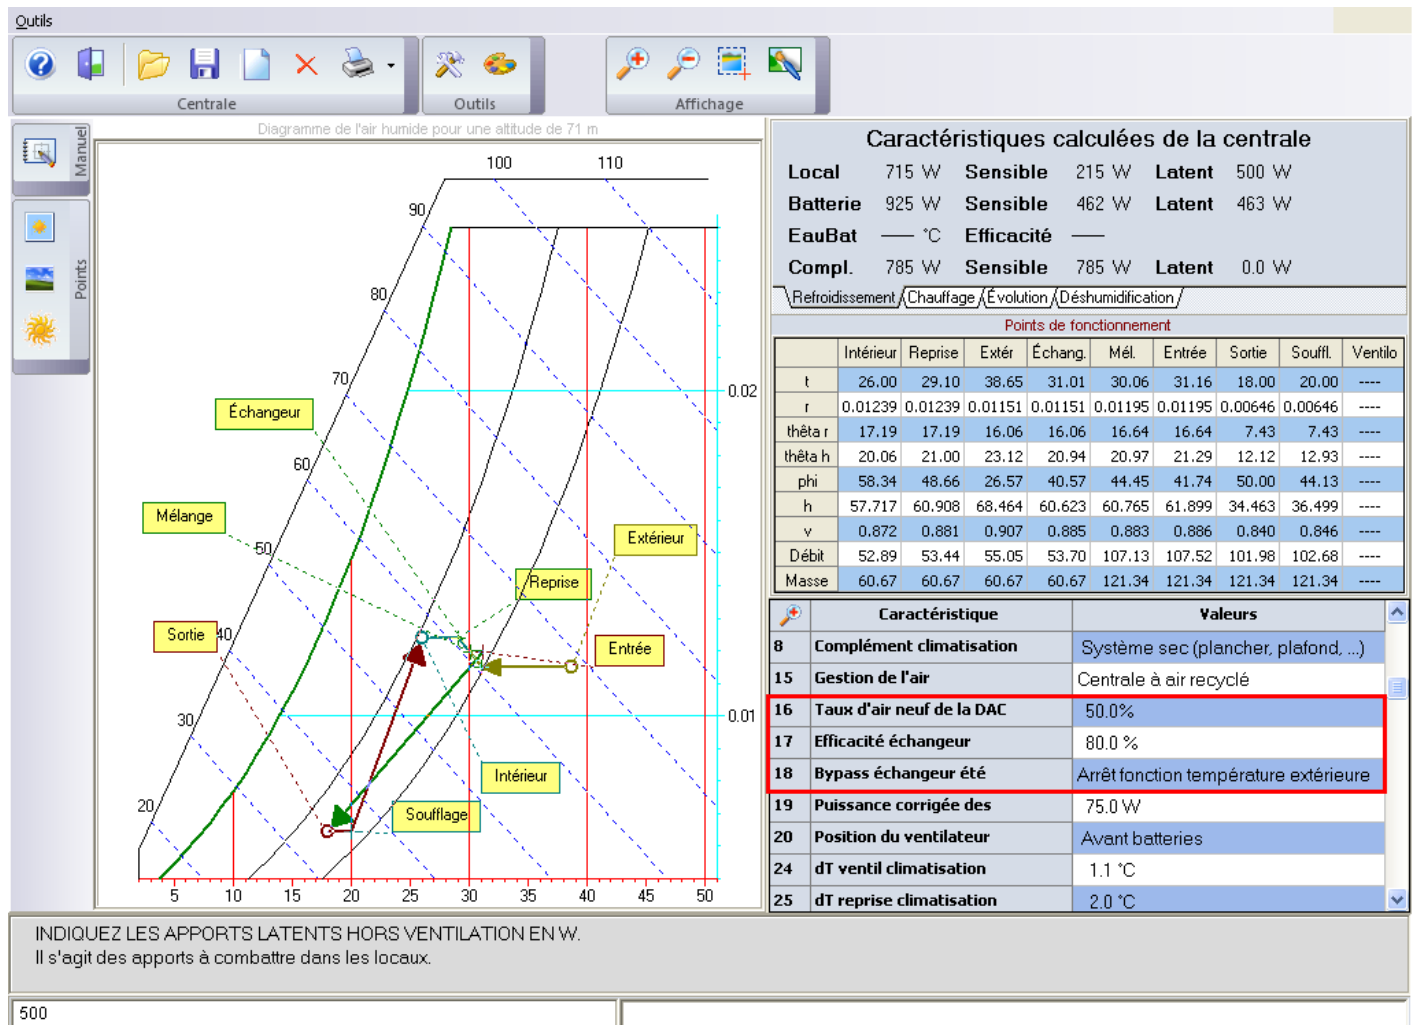 Outils
Centrale
Outils
Affichage
Manuel
Points
Diagramme de l'air humide pour une altitude de 71 m
100 110
90
80
70
0.02
Échangeur
60
Mélange
50
Extérieur
Reprise
Sortie 40
Entrée
30
0.01
Intérieur
20
Soufflage
5 10 15 20 25 30 35 40 45 50
Caractéristiques calculées de la centrale
Local 715 W Sensible 215 W Latent 500 W
Batterie 925 W Sensible 462 W Latent 463 W
EauBat —— °C Efficacité ——
Compl. 785 W Sensible 785 W Latent 0.0 W
Refroidissement Chauffage Évolution Déshumidification
Points de fonctionnement
Intérieur Reprise Extér Échang. Mél. Entrée Sortie Souffl. Ventilo
t 26.00 29.10 38.65 31.01 30.06 31.16 18.00 20.00 ----
r 0.01239 0.01239 0.01151 0.01151 0.01195 0.01195 0.00646 0.00646 ----
thêta r 17.19 17.19 16.06 16.06 16.64 16.64 7.43 7.43 ----
thêta h 20.06 21.00 23.12 20.94 20.97 21.29 12.12 12.93 ----
phi 58.34 48.66 26.57 40.57 44.45 41.74 50.00 44.13 ----
h 57.717 60.908 68.464 60.623 60.765 61.899 34.463 36.499 ----
v 0.872 0.881 0.907 0.885 0.883 0.886 0.840 0.846 ----
Débit 52.89 53.44 55.05 53.70 107.13 107.52 101.98 102.68 ----
Masse 60.67 60.67 60.67 60.67 121.34 121.34 121.34 121.34 ----
Caractéristique Valeurs
8 Complément climatisation Système sec (plancher, plafond, ...)
15 Gestion de l'air Centrale à air recyclé
16 Taux d'air neuf de la DAC 50.0%
17 Efficacité échangeur 80.0 %
18 Bypass échangeur été Arrêt fonction température extérieure
19 Puissance corrigée des 75.0 W
20 Position du ventilateur Avant batteries
24 dT ventil climatisation 1.1 °C
25 dT reprise climatisation 2.0 °C
INDIQUEZ LES APPORTS LATENTS HORS VENTILATION EN W.
Il s'agit des apports à combattre dans les locaux.
500